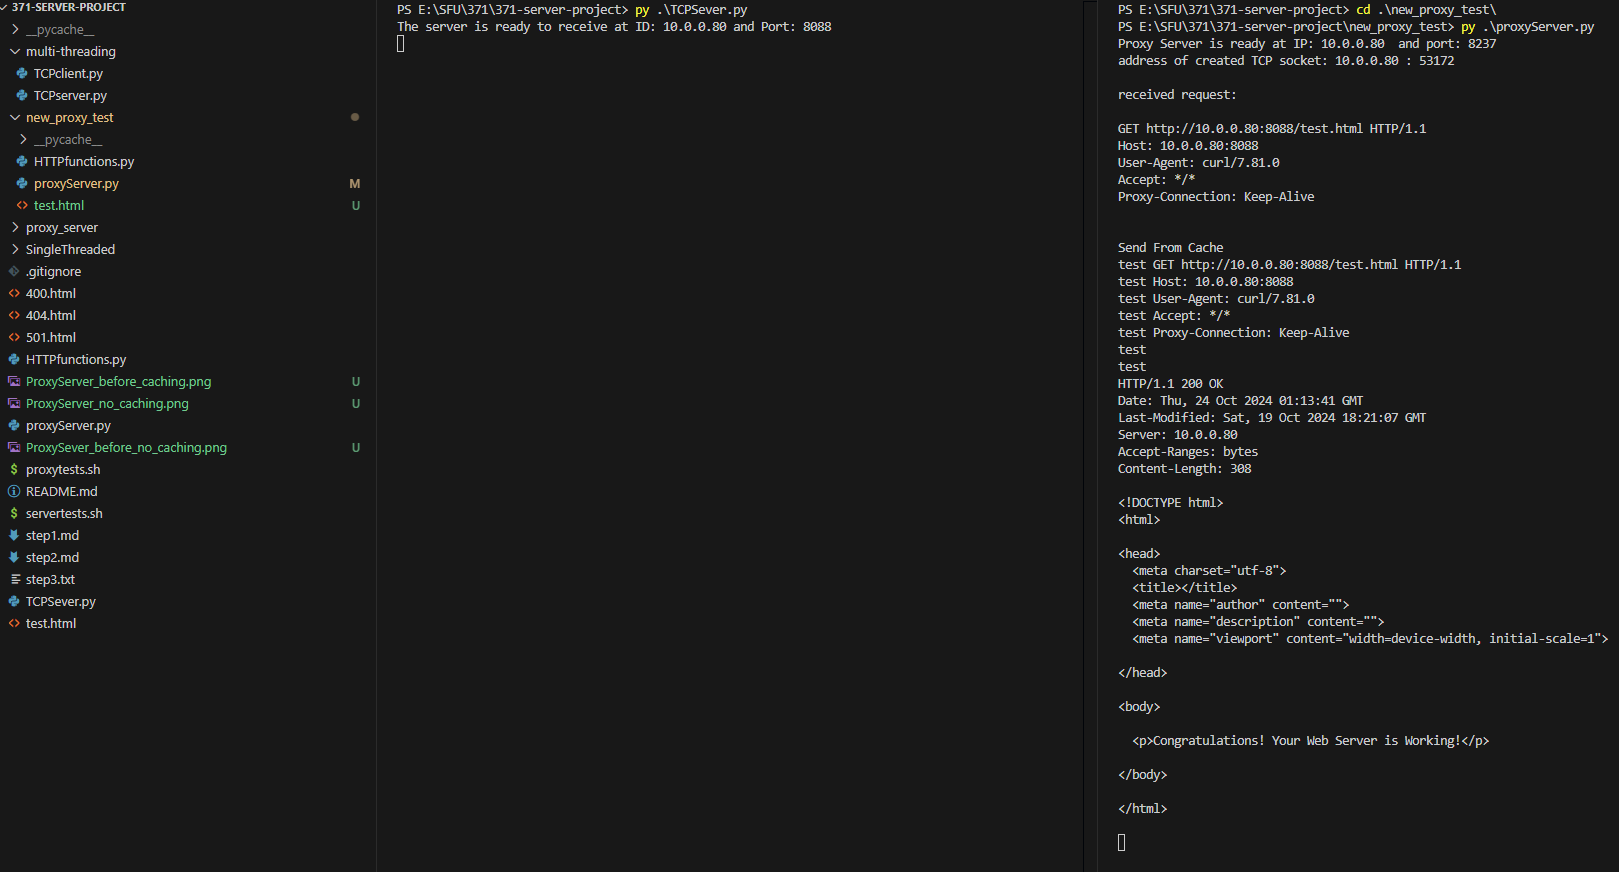 371-SERVER-PROJECT
__pycache__
multi-threading
TCPclient.py
TCPserver.py
new_proxy_test
__pycache__
HTTPfunctions.py
proxyServer.py M
test.html U
proxy_server
SingleThreaded
.gitignore
400.html
404.html
501.html
HTTPfunctions.py
ProxyServer_before_caching.png U
ProxyServer_no_caching.png U
proxyServer.py
ProxySever_before_no_caching.png U
proxytests.sh
README.md
servertests.sh
step1.md
step2.md
step3.txt
TCPSever.py
test.html
PS E:\SFU\371\371-server-project> py .\TCPSever.py
The server is ready to receive at ID: 10.0.0.80 and Port: 8088
PS E:\SFU\371\371-server-project> cd .\new_proxy_test\
PS E:\SFU\371\371-server-project\new_proxy_test> py .\proxyServer.py
Proxy Server is ready at IP: 10.0.0.80  and port: 8237
address of created TCP socket: 10.0.0.80 : 53172
received request:
GET http://10.0.0.80:8088/test.html HTTP/1.1
Host: 10.0.0.80:8088
User-Agent: curl/7.81.0
Accept: */*
Proxy-Connection: Keep-Alive
Send From Cache
test GET http://10.0.0.80:8088/test.html HTTP/1.1
test Host: 10.0.0.80:8088
test User-Agent: curl/7.81.0
test Accept: */*
test Proxy-Connection: Keep-Alive
test
test
HTTP/1.1 200 OK
Date: Thu, 24 Oct 2024 01:13:41 GMT
Last-Modified: Sat, 19 Oct 2024 18:21:07 GMT
Server: 10.0.0.80
Accept-Ranges: bytes
Content-Length: 308
<!DOCTYPE html>
<html>
<head>
<meta charset="utf-8">
<title></title>
<meta name="author" content="">
<meta name="description" content="">
<meta name="viewport" content="width=device-width, initial-scale=1">
</head>
<body>
<p>Congratulations! Your Web Server is Working!</p>
</body>
</html>